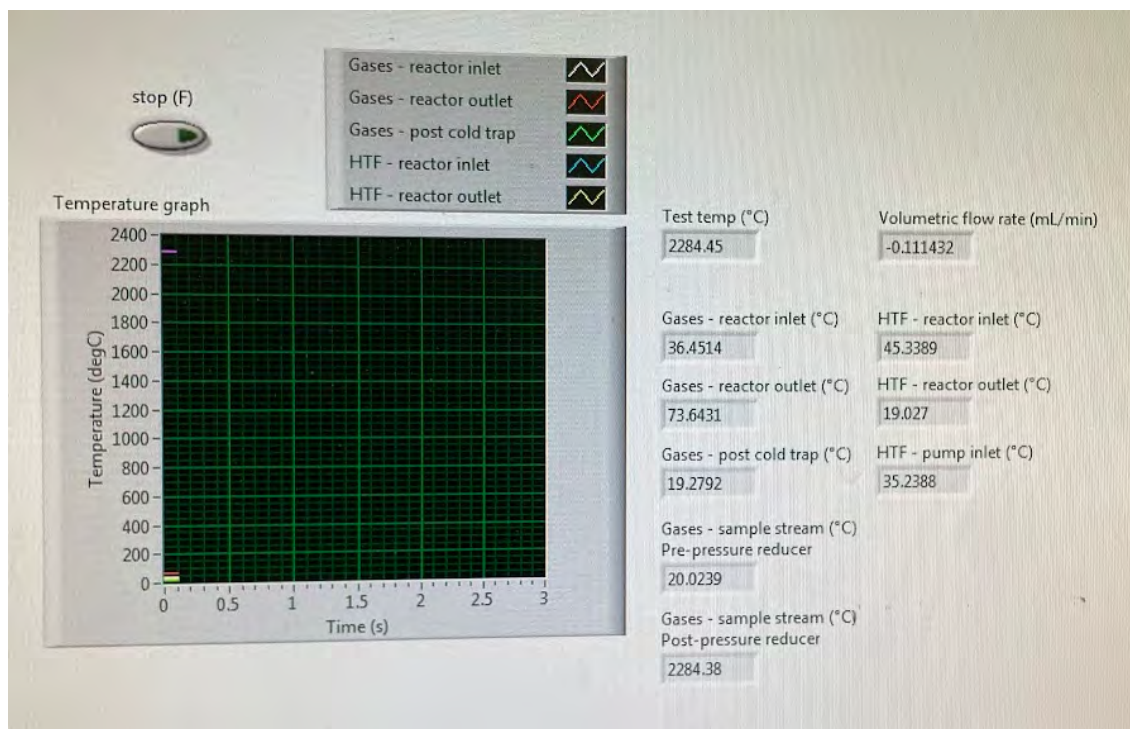 stop (F)
Gases - reactor inlet
Gases - reactor outlet
Gases - post cold trap
HTF - reactor inlet
HTF - reactor outlet
Temperature graph
Temperature (degC)
2400
2200
2000
1800
1600
1400
1200
1000
800
600
400
200
0
0 0.5 1 1.5 2 2.5 3
Time (s)
Test temp (°C)
2284.45
Volumetric flow rate (mL/min)
-0.111432
Gases - reactor inlet (°C)
36.4514
HTF - reactor inlet (°C)
45.3389
Gases - reactor outlet (°C)
73.6431
HTF - reactor outlet (°C)
19.027
Gases - post cold trap (°C)
19.2792
HTF - pump inlet (°C)
35.2388
Gases - sample stream (°C)
Pre-pressure reducer
20.0239
Gases - sample stream (°C)
Post-pressure reducer
2284.38